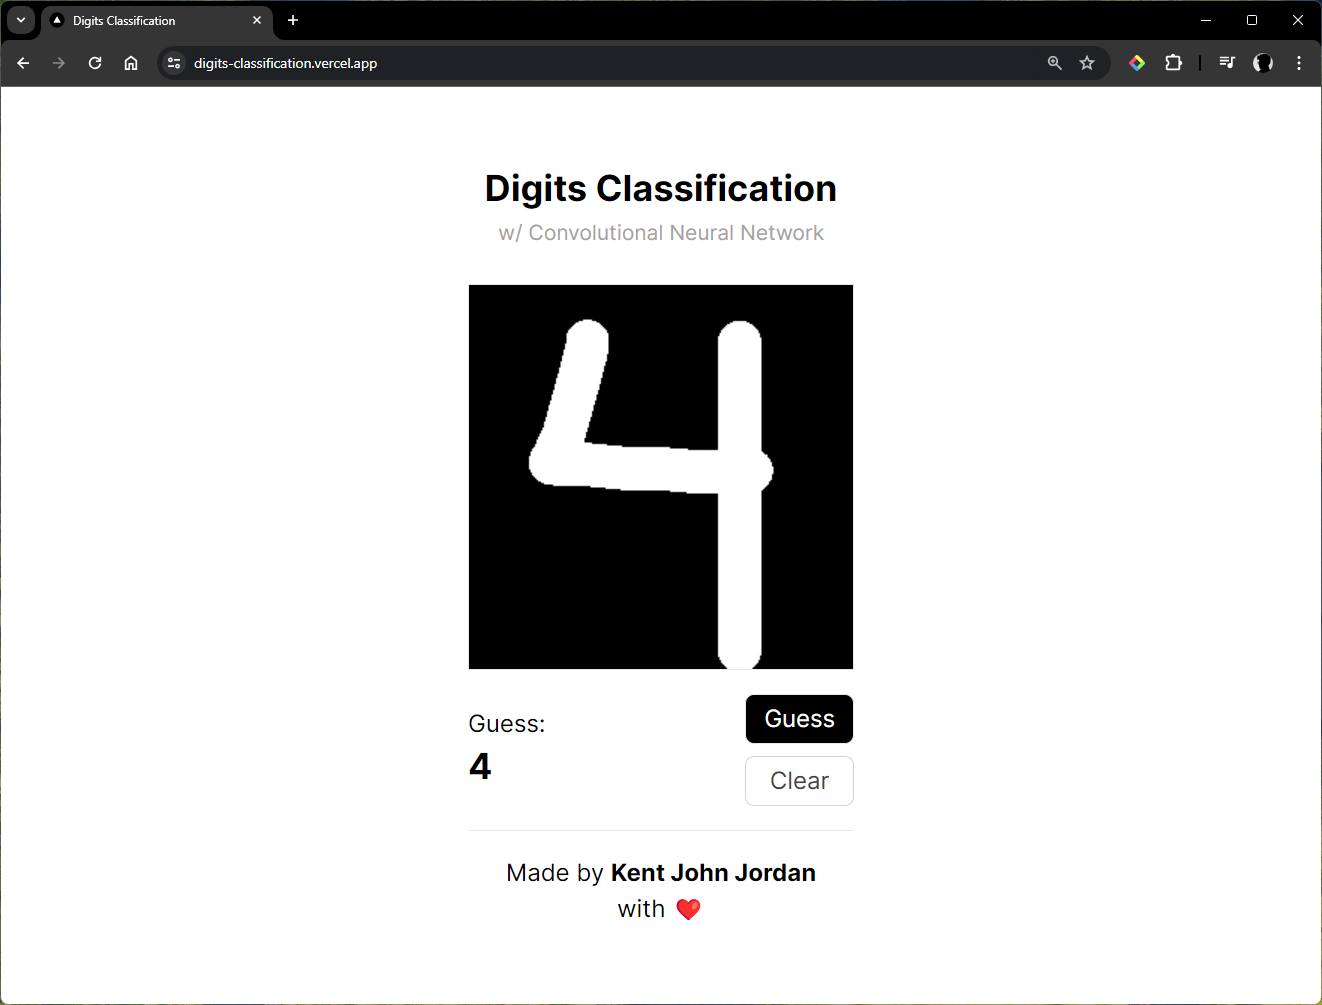 Digits Classification
digits-classification.vercel.app
Digits Classification
w/ Convolutional Neural Network
4
Guess:
4
Guess
Clear
Made by Kent John Jordan
with ❤️